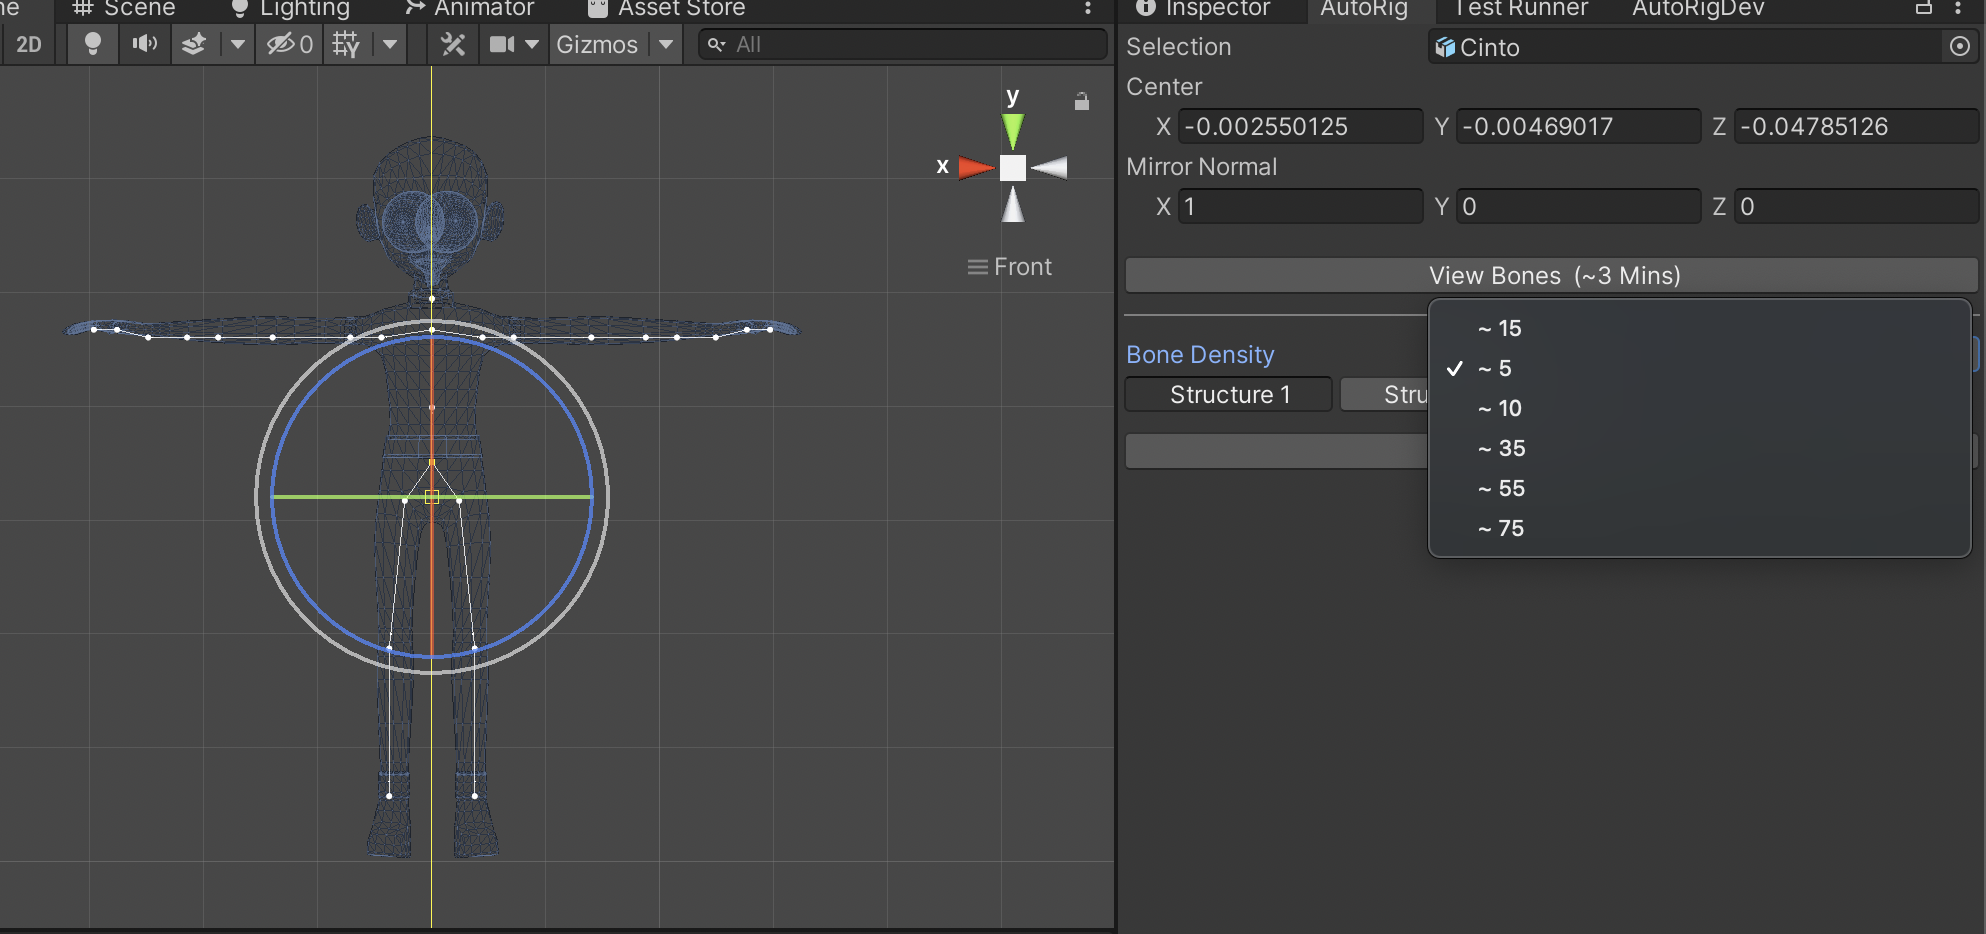 Scene
Lighting
Animator
Asset Store
2D
0
Gizmos
All
y
x
Front
Inspector
AutoRig
Test Runner
AutoRigDev
Selection
Cinto
Center
X -0.002550125 Y -0.00469017 Z -0.04785126
Mirror Normal
X 1 Y 0 Z 0
View Bones (~3 Mins)
~ 15
~ 5
~ 10
~ 35
~ 55
~ 75
Bone Density
Structure 1
Stru